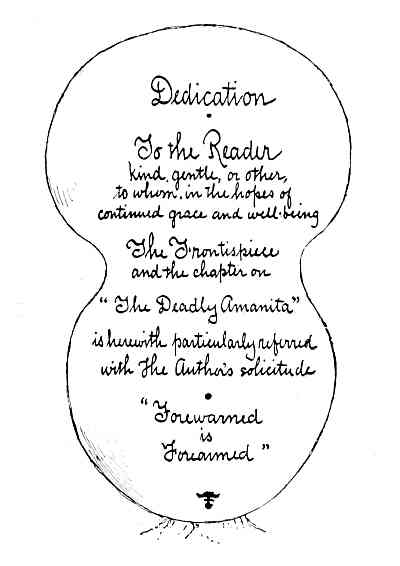 Dedication
To the Reader
kind, gentle, or other,
to whom, in the hopes of
continued grace and well-being
The Frontispiece
and the chapter on
"The Deadly Amanita"
is herewith particularly referred
with The Author's solicitude
"Forewarned
is
Forearmed"